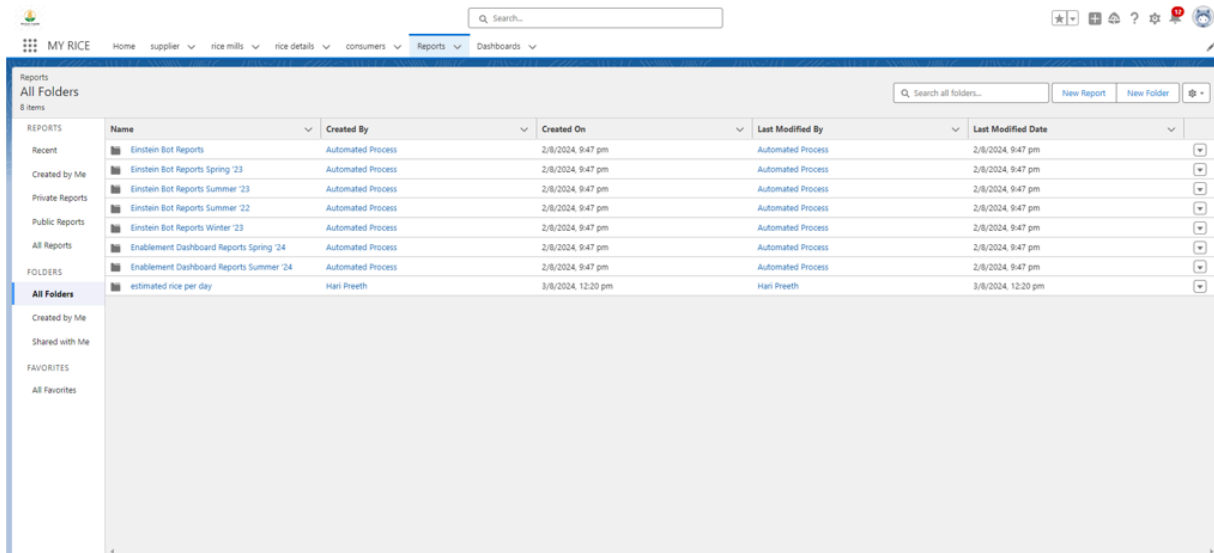 Search...
12
MY RICE Home supplier rice mills rice details consumers Reports Dashboards
Reports
All Folders
8 items
Search all folders...
New Report
New Folder
REPORTS
Recent
Created by Me
Private Reports
Public Reports
All Reports
FOLDERS
All Folders
Created by Me
Shared with Me
FAVORITES
All Favorites
Name Created By Created On Last Modified By Last Modified Date
Einstein Bot Reports Automated Process 2/8/2024, 9:47 pm Automated Process 2/8/2024, 9:47 pm
Einstein Bot Reports Spring '23 Automated Process 2/8/2024, 9:47 pm Automated Process 2/8/2024, 9:47 pm
Einstein Bot Reports Summer '23 Automated Process 2/8/2024, 9:47 pm Automated Process 2/8/2024, 9:47 pm
Einstein Bot Reports Summer '22 Automated Process 2/8/2024, 9:47 pm Automated Process 2/8/2024, 9:47 pm
Einstein Bot Reports Winter '23 Automated Process 2/8/2024, 9:47 pm Automated Process 2/8/2024, 9:47 pm
Enablement Dashboard Reports Spring '24 Automated Process 2/8/2024, 9:47 pm Automated Process 2/8/2024, 9:47 pm
Enablement Dashboard Reports Summer '24 Automated Process 2/8/2024, 9:47 pm Automated Process 2/8/2024, 9:47 pm
estimated rice per day Hari Preeth 3/8/2024, 12:20 pm Hari Preeth 3/8/2024, 12:20 pm